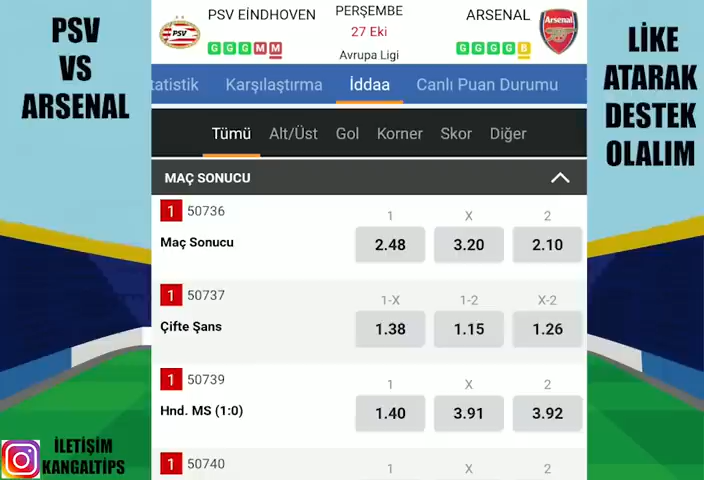 PSV
VS
ARSENAL
PSV EİNDHOVEN
PERŞEMBE
ARSENAL
PSV
27 Eki
Arsenal
G G G M M
Avrupa Ligi
G G G G B
tatistik Karşılaştırma İddaa Canlı Puan Durumu
Tümü Alt/Üst Gol Korner Skor Diğer
MAÇ SONUCU
1 50736
1 X 2
Maç Sonucu 2.48 3.20 2.10
1 50737
1-X 1-2 X-2
Çifte Şans 1.38 1.15 1.26
1 50739
1 X 2
Hnd. MS (1:0) 1.40 3.91 3.92
1 50740
1 X 2
LİKE
ATARAK
DESTEK
OLALIM
İLETİŞİM
KANGALTİPS